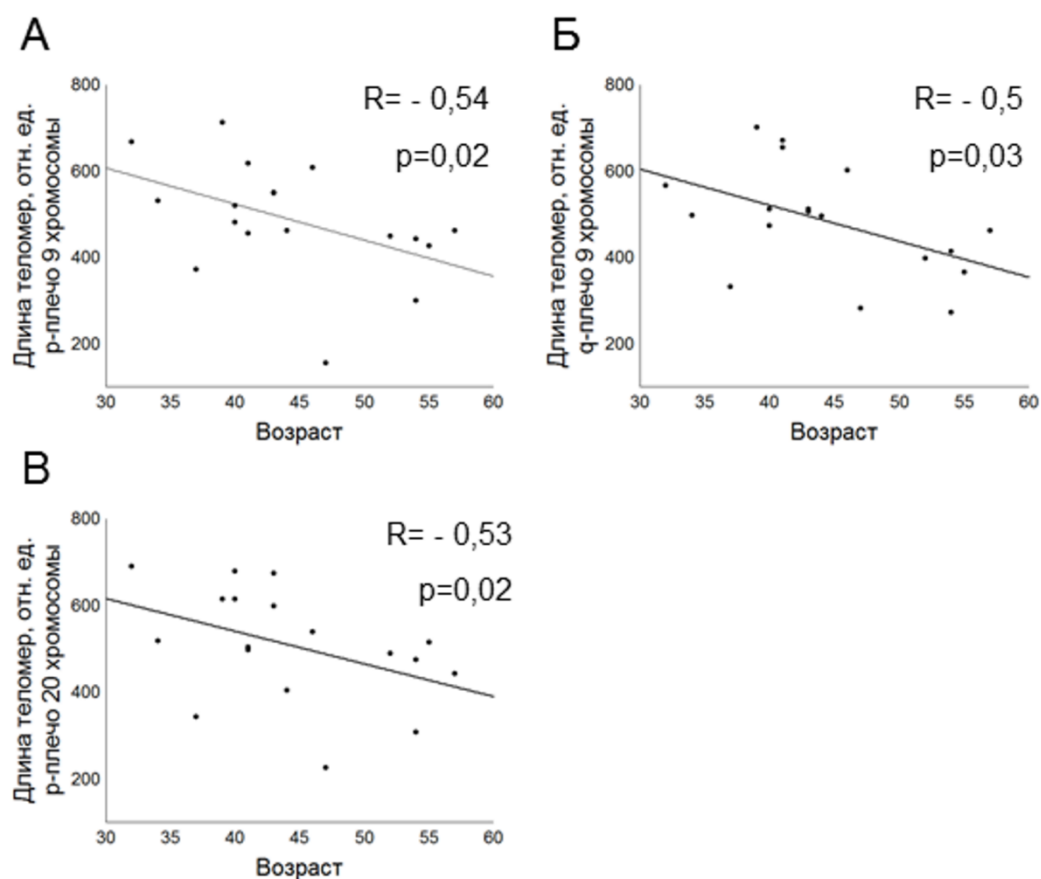 А
Длина теломер, отн. ед.
р-плечо 9 хромосомы
800
600
400
200
R= - 0,54
p=0,02
30 35 40 45 50 55 60
Возраст
Б
Длина теломер, отн. ед.
q-плечо 9 хромосомы
800
600
400
200
R= - 0,5
p=0,03
30 35 40 45 50 55 60
Возраст
В
Длина теломер, отн. ед.
р-плечо 20 хромосомы
800
600
400
200
R= - 0,53
p=0,02
30 35 40 45 50 55 60
Возраст